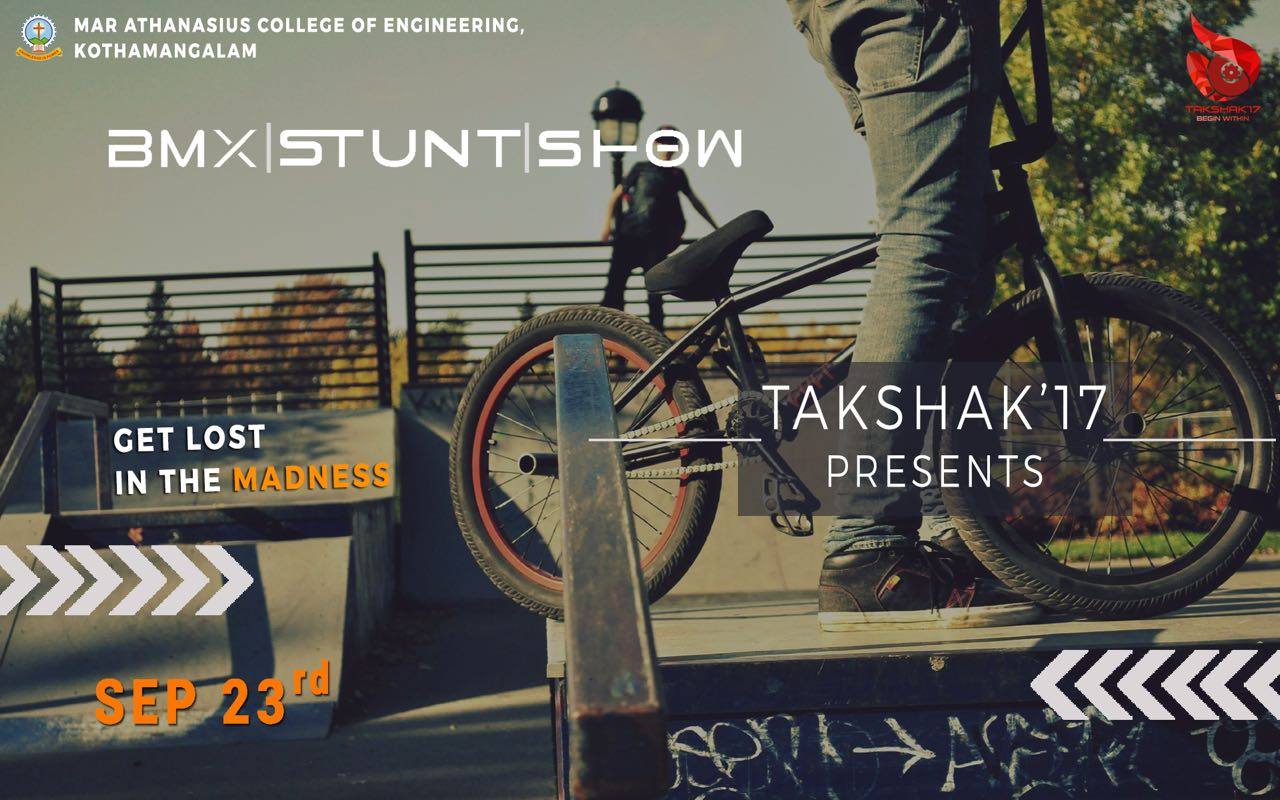 MAR ATHANASIUS COLLEGE OF ENGINEERING,
KOTHAMANGALAM
TAKSHAK'17
BEGIN WITHIN
BMX|STUNT|SHOW
TAKSHAK'17
PRESENTS
GET LOST
IN THE MADNESS
SEP 23rd